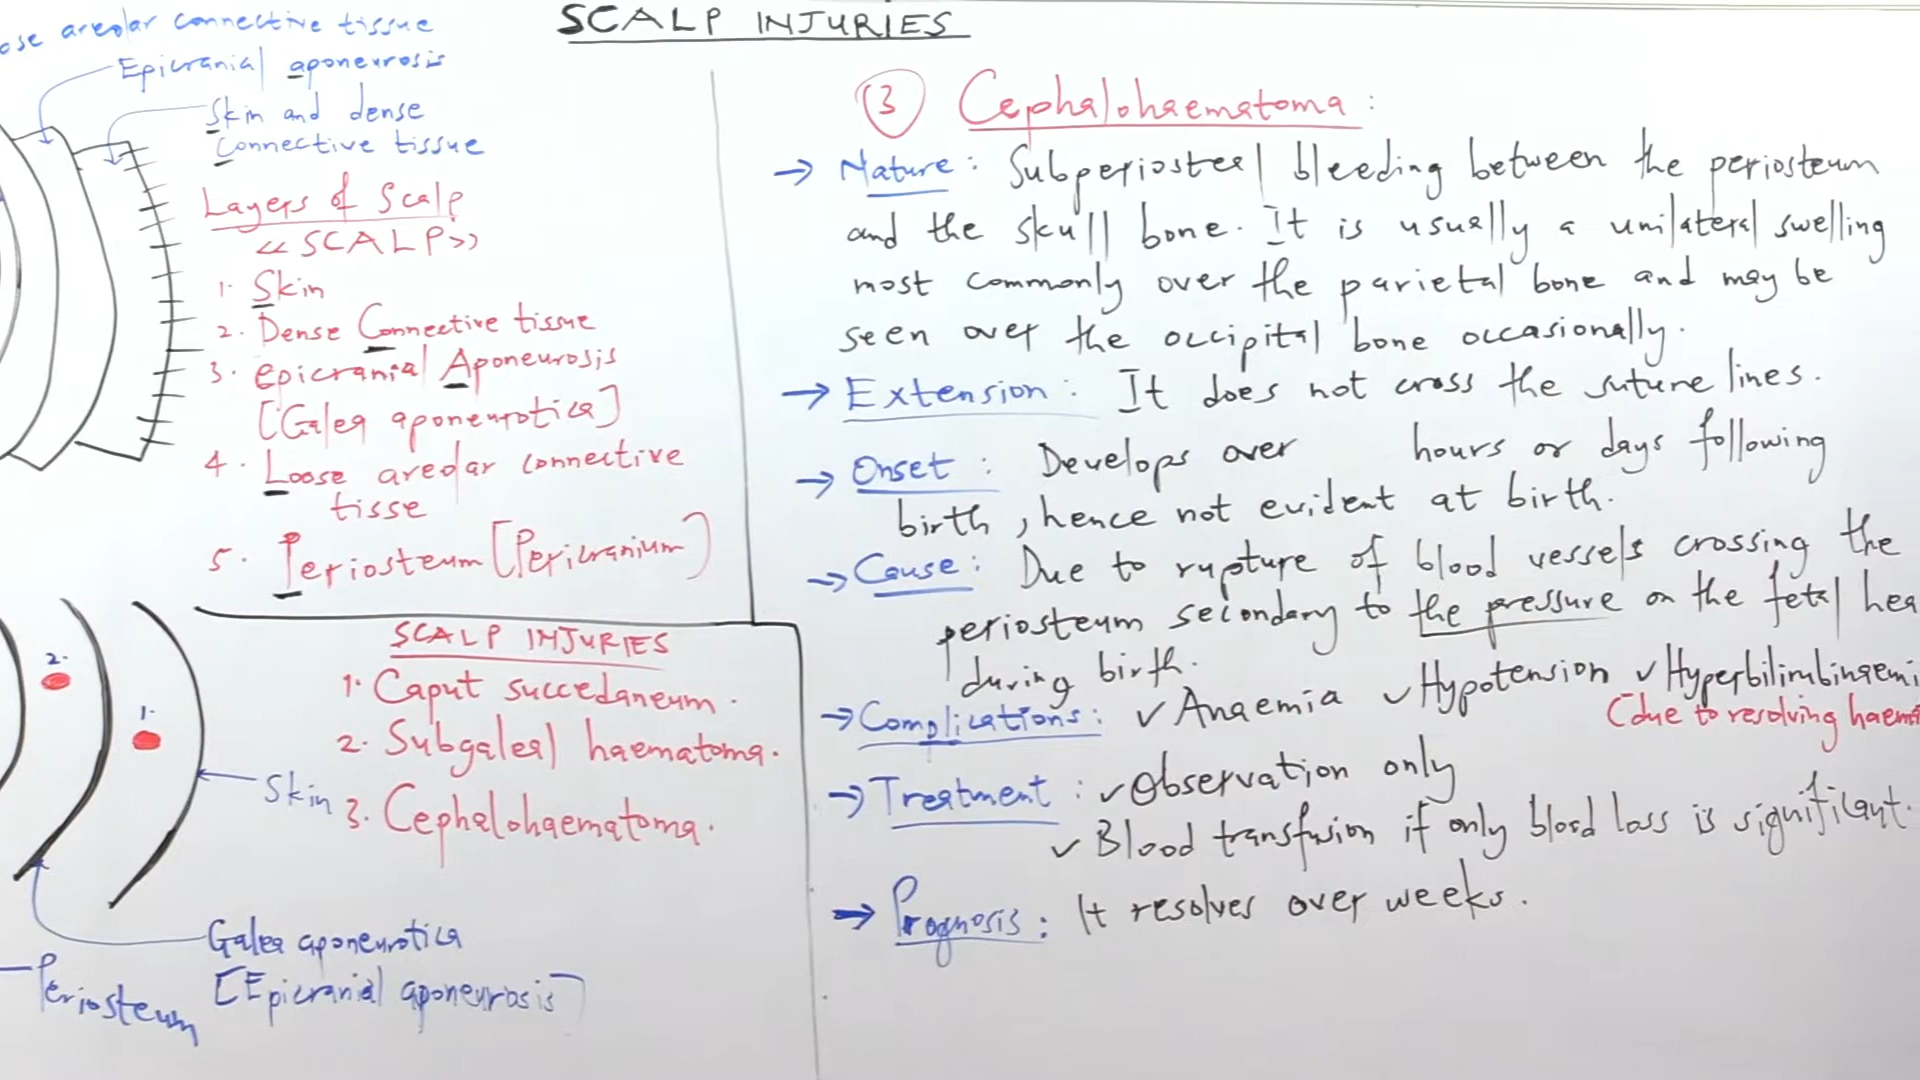 SCALP INJURIES
ose areolar connective tissue
Epicranial aponeurosis
Skin and dense
Connective tissue
Layers of Scalp
<< SCALP >>
1. Skin
2. Dense Connective tissue
3. epicranial Aponeurosis
[Galea aponeurotica]
4. Loose areolar connective
tisse
5. Periosteum [Pericranium]
SCALP INJURIES
1. Caput succedaneum.
2. Subgaleal haematoma.
3. Cephalohaematoma.
2.
1.
Skin
Galea aponeurotica
[Epicranial aponeurosis]
Periosteum
3 Cephalohaematoma:
→ Nature: Subperiosteal bleeding between the periosteum
and the skull bone. It is usually a unilateral swelling
most commonly over the parietal bone and may be
seen over the occipital bone occasionally.
→ Extension: It does not cross the suture lines.
→ Onset: Develops over hours or days following
birth, hence not evident at birth.
→ Cause: Due to rupture of blood vessels crossing the
periosteum secondary to the pressure on the fetal hea
during birth.
→ Complications: ✓ Anaemia ✓ Hypotension ✓ Hyperbilirubinaemi
(due to resolving haemat
→ Treatment: ✓ Observation only
✓ Blood transfusion if only blood loss is significant.
→ Prognosis: It resolves over weeks.